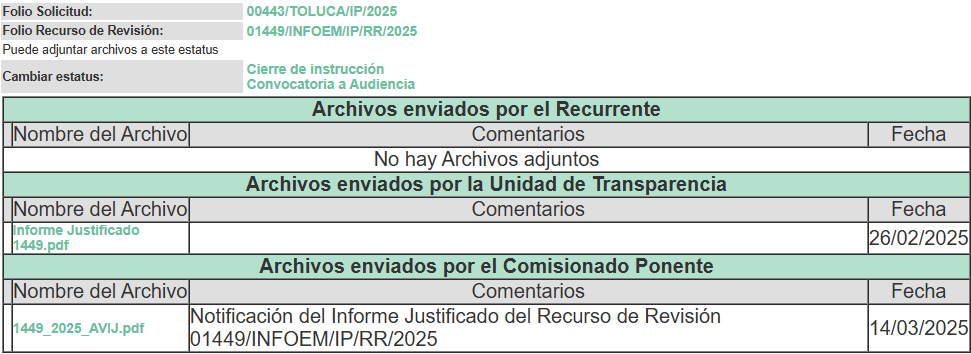 Folio Solicitud: 00443/TOLUCA/IP/2025
Folio Recurso de Revisión: 01449/INFOEM/IP/RR/2025
Puede adjuntar archivos a este estatus
Cambiar estatus: Cierre de instrucción
Convocatoria a Audiencia
Archivos enviados por el Recurrente
Nombre del Archivo Comentarios Fecha
No hay Archivos adjuntos
Archivos enviados por la Unidad de Transparencia
Nombre del Archivo Comentarios Fecha
Informe Justificado
1449.pdf 26/02/2025
Archivos enviados por el Comisionado Ponente
Nombre del Archivo Comentarios Fecha
1449_2025_AVIJ.pdf Notificación del Informe Justificado del Recurso de Revisión
01449/INFOEM/IP/RR/2025 14/03/2025